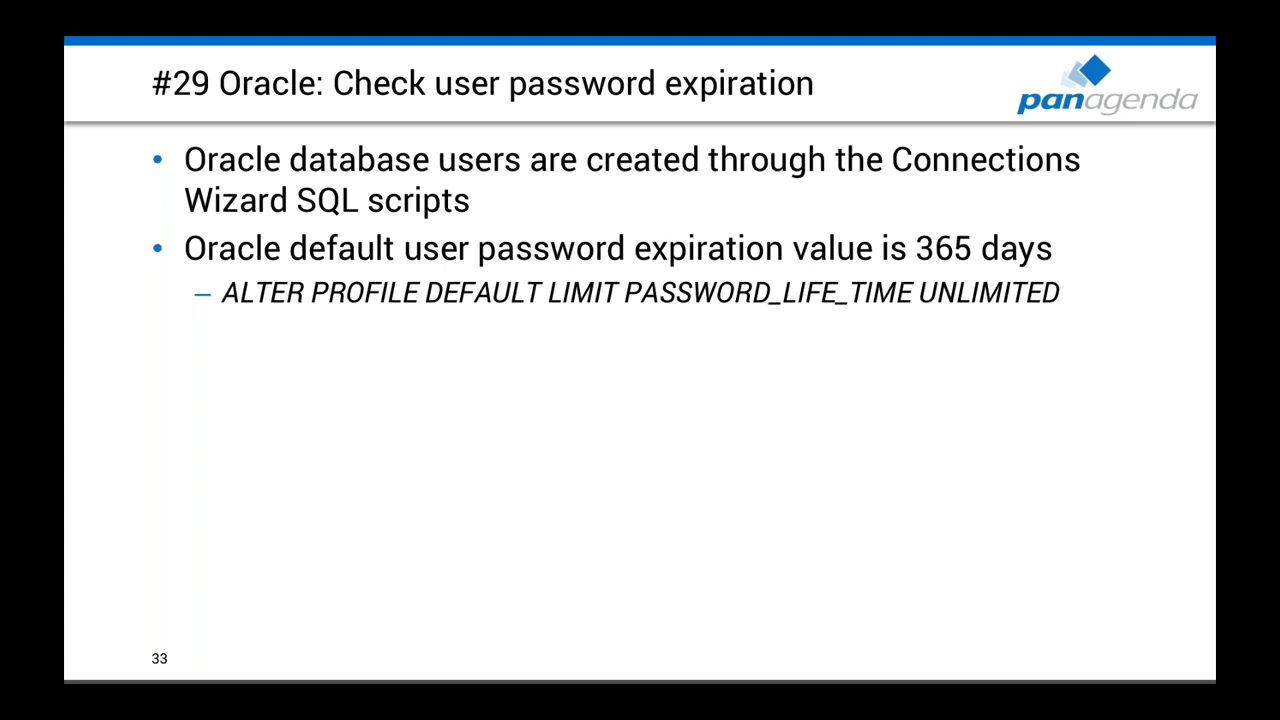 #29 Oracle: Check user password expiration
panagenda
• Oracle database users are created through the Connections
Wizard SQL scripts
• Oracle default user password expiration value is 365 days
– ALTER PROFILE DEFAULT LIMIT PASSWORD_LIFE_TIME UNLIMITED
33